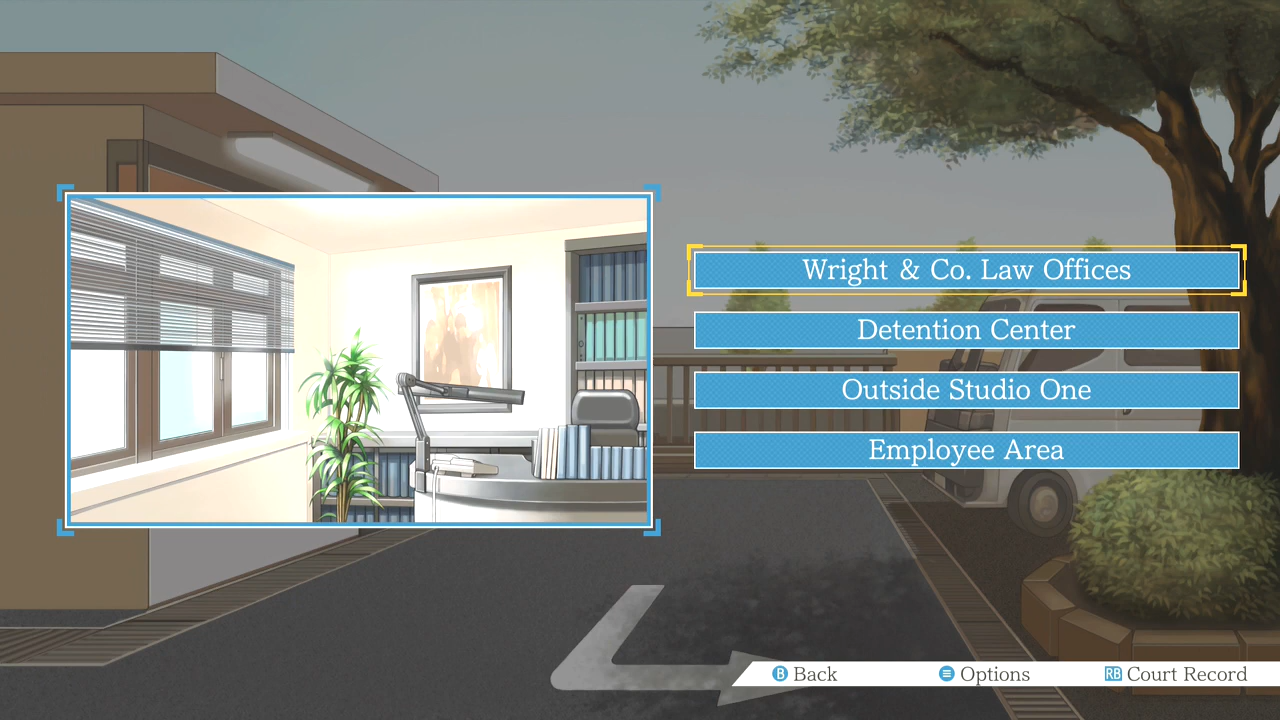 Wright & Co. Law Offices
Detention Center
Outside Studio One
Employee Area
B Back
Options
RB Court Record